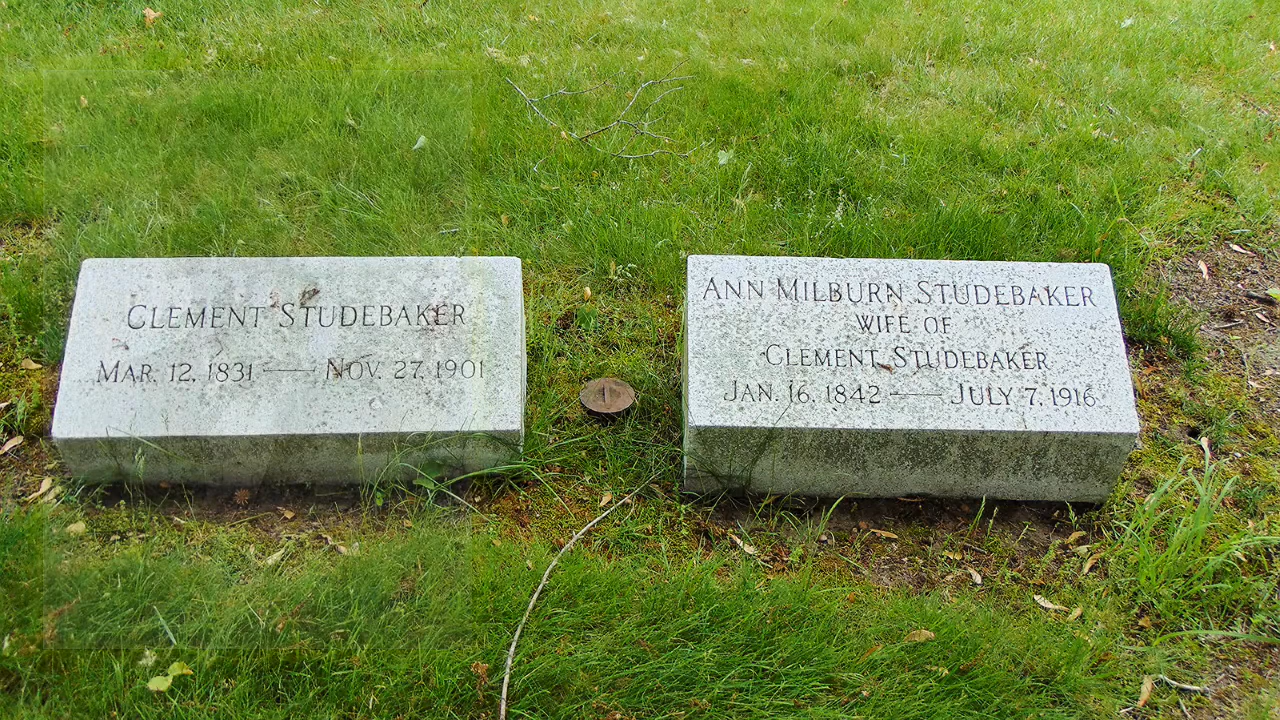 CLEMENT STUDEBAKER
MAR. 12, 1831 — NOV. 27, 1901
ANN MILBURN STUDEBAKER
WIFE OF
CLEMENT STUDEBAKER
JAN. 16, 1842 — JULY 7, 1916